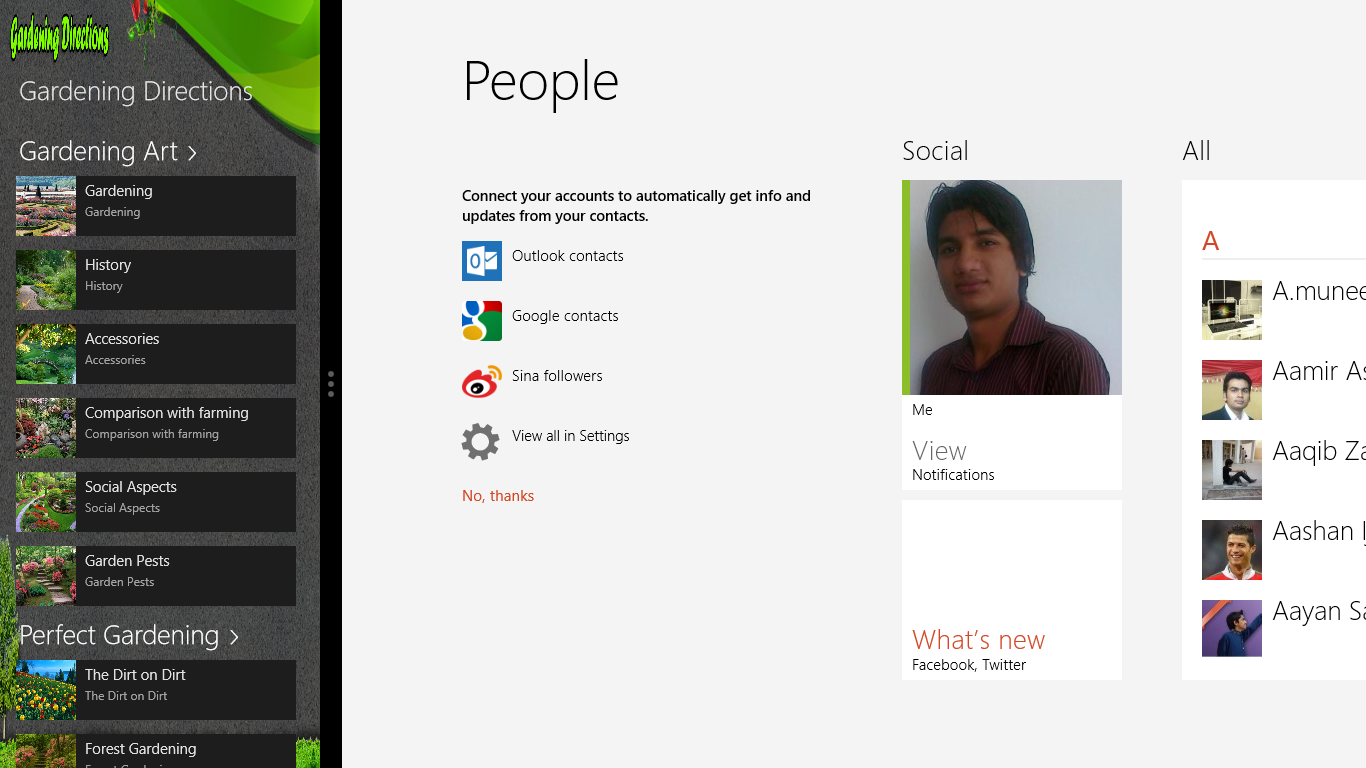 Gardening Directions
Gardening Directions
Gardening Art >
Gardening
Gardening
History
History
Accessories
Accessories
Comparison with farming
Comparison with farming
Social Aspects
Social Aspects
Garden Pests
Garden Pests
Perfect Gardening >
The Dirt on Dirt
The Dirt on Dirt
Forest Gardening
People
Connect your accounts to automatically get info and
updates from your contacts.
Outlook contacts
Google contacts
Sina followers
View all in Settings
No, thanks
Social
Me
View
Notifications
What's new
Facebook, Twitter
All
A
A.munee
Aamir As
Aaqib Za
Aashan
Aayan Sa